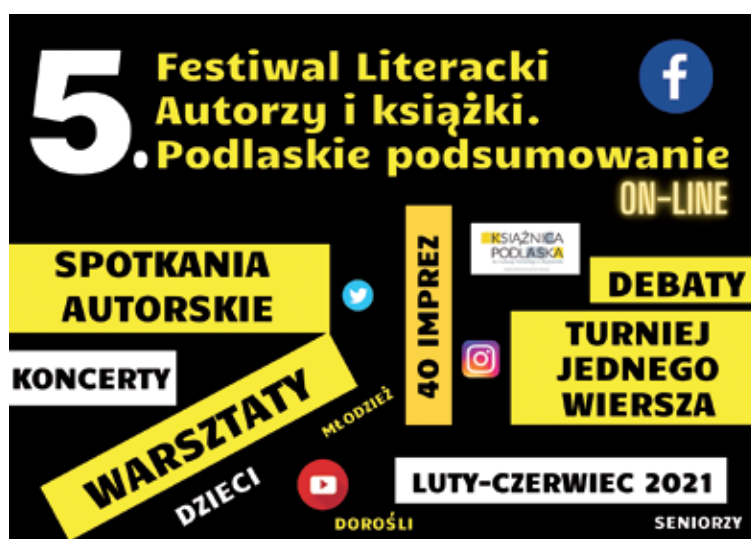 5.
Festiwal Literacki
Autorzy i książki.
Podlaskie podsumowanie
ON-LINE
SPOTKANIA
AUTORSKIE
40 IMPREZ
KSIĄŻNICA
PODLASKA
DEBATY
TURNIEJ
JEDNEGO
WIERSZA
KONCERTY
WARSZTATY
MŁODZIEŻ
DZIECI
LUTY-CZERWIEC 2021
DOROŚLI
SENIORZY